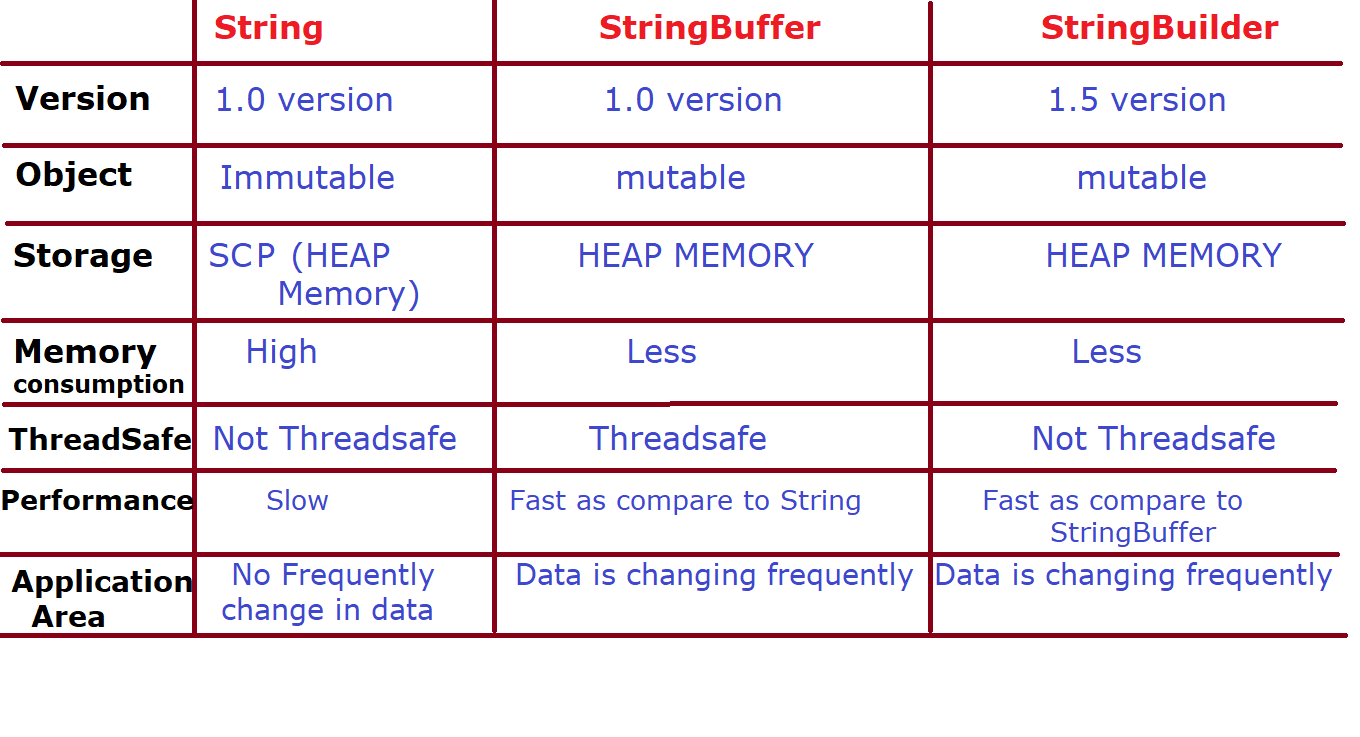 String StringBuffer StringBuilder
Version 1.0 version 1.0 version 1.5 version
Object Immutable mutable mutable
Storage SCP (HEAP HEAP MEMORY HEAP MEMORY
Memory)
Memory High Less Less
consumption
ThreadSafe Not Threadsafe Threadsafe Not Threadsafe
Performance Slow Fast as compare to String Fast as compare to
StringBuffer
Application No Frequently Data is changing frequently Data is changing frequently
Area change in data